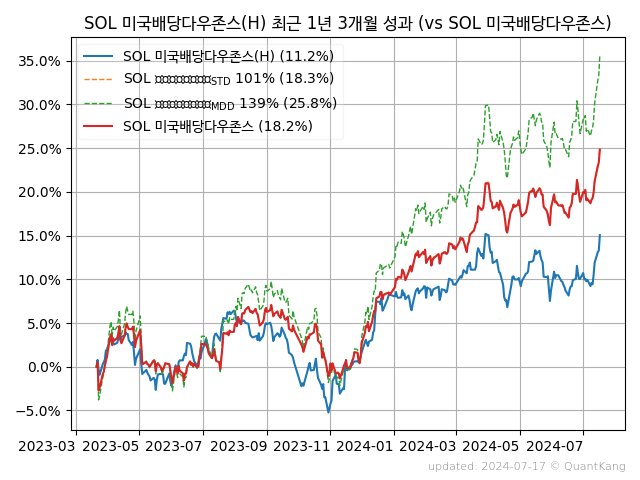 SOL 미국배당다우존스(H) 최근 1년 3개월 성과 (vs SOL 미국배당다우존스)
SOL 미국배당다우존스(H) (11.2%)
SOL STD 101% (18.3%)
SOL MDD 139% (25.8%)
SOL 미국배당다우존스 (18.2%)
35.0%
30.0%
25.0%
20.0%
15.0%
10.0%
5.0%
0.0%
−5.0%
2023-03 2023-05 2023-07 2023-09 2023-11 2024-01 2024-03 2024-05 2024-07
updated: 2024-07-17 © QuantKang